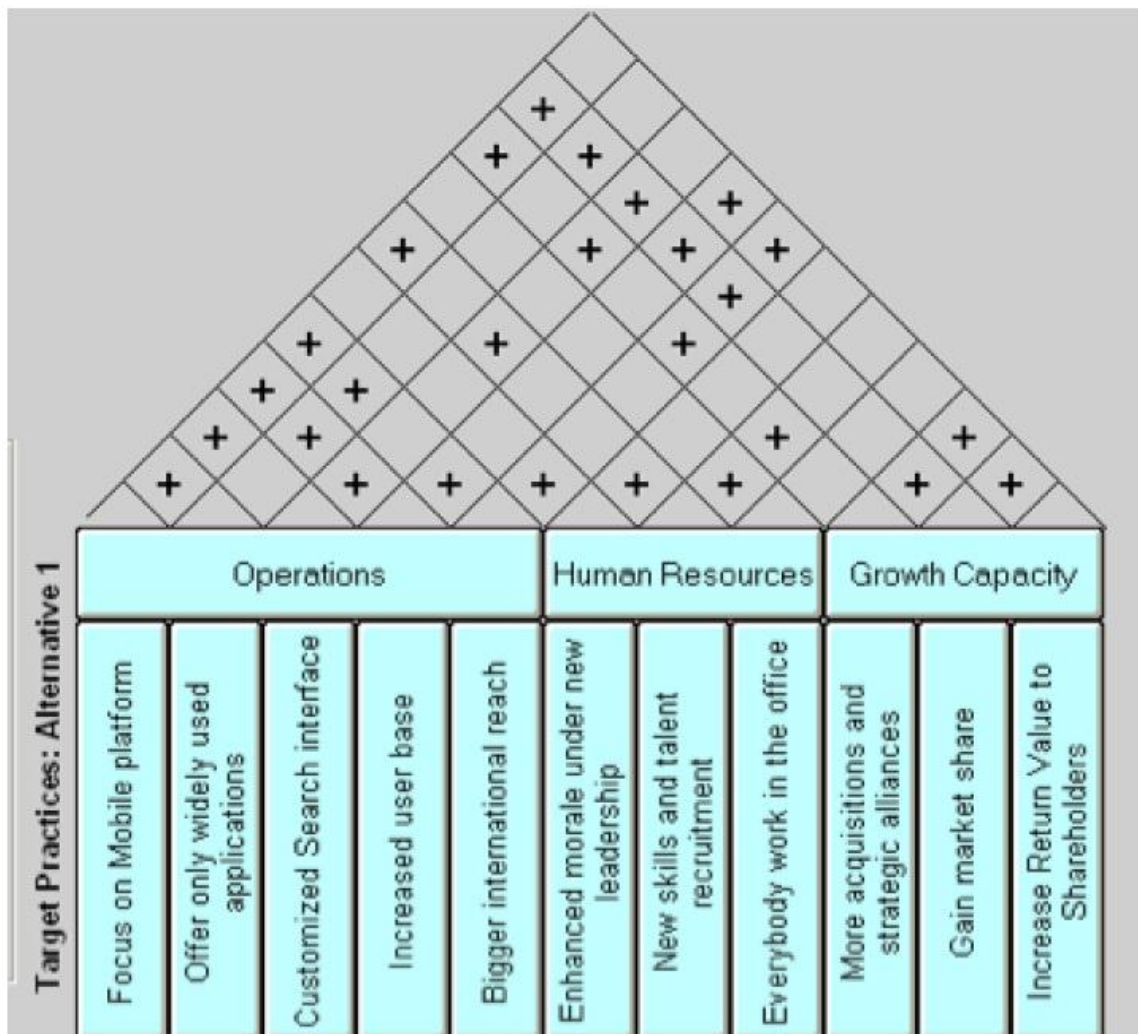 +
+ +
+ +
+ + + +
+
+ + +
+ +
+ + + +
+ + + + + + + +
Operations
Human Resources
Growth Capacity
Target Practices: Alternative 1
Focus on Mobile platform
Offer only widely used
applications
Customized Search interface
Increased user base
Bigger international reach
Enhanced morale under new
leadership
New skills and talent
recruitment
Everybody work in the office
More acquisitions and
strategic alliances
Gain market share
Increase Return Value to
Shareholders